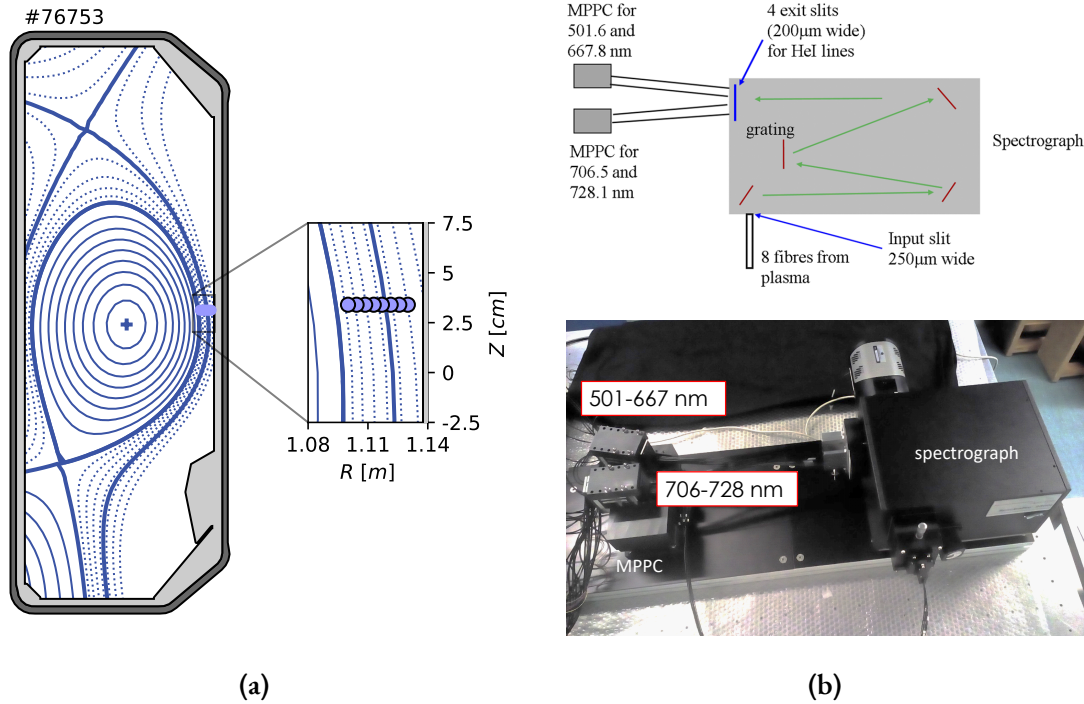 #76753
7.5
5
2.5
0
-2.5
Z [cm]
1.08
1.11
1.14
R [m]
(a)
MPPC for
501.6 and
667.8 nm
4 exit slits
(200μm wide)
for HeI lines
MPPC for
706.5 and
728.1 nm
grating
Spectrograph
8 fibres from
plasma
Input slit
250μm wide
501-667 nm
706-728 nm
spectrograph
MPPC
(b)